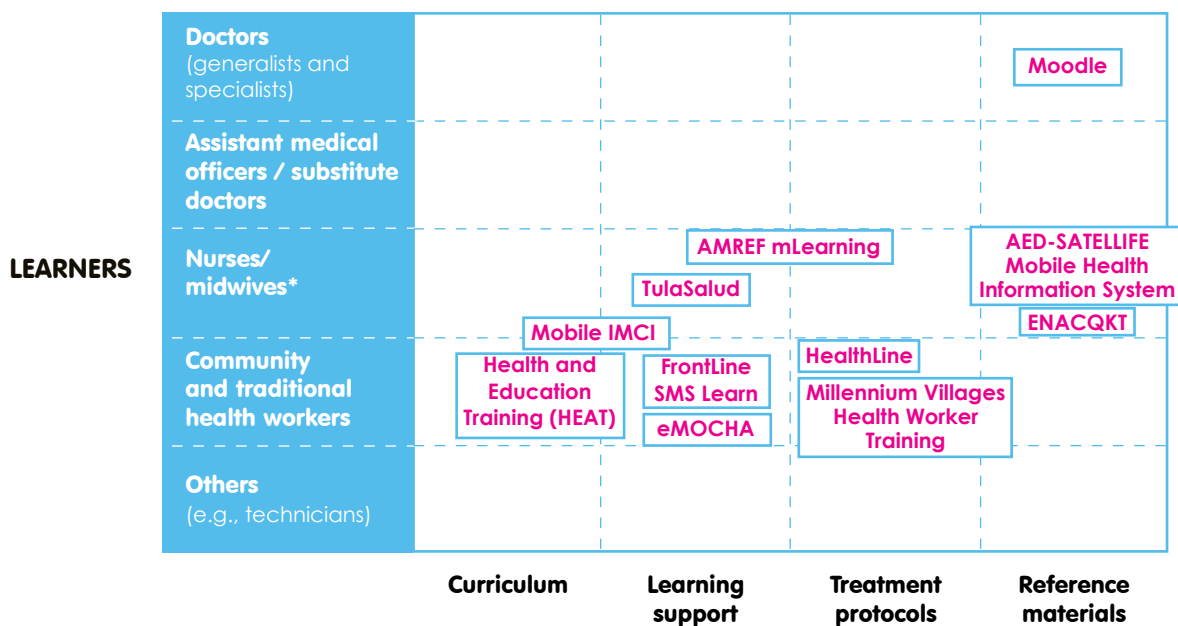 Doctors
(generalists and
specialists)
Moodle
Assistant medical
officers / substitute
doctors
LEARNERS
Nurses/
midwives*
AMREF mLearning
TulaSalud
AED-SATELLIFE
Mobile Health
Information System
ENACQKT
Mobile IMCI
Community
and traditional
health workers
Health and
Education
Training (HEAT)
FrontLine
SMS Learn
eMOCHA
HealthLine
Millennium Villages
Health Worker
Training
Others
(e.g., technicians)
Curriculum
Learning
support
Treatment
protocols
Reference
materials